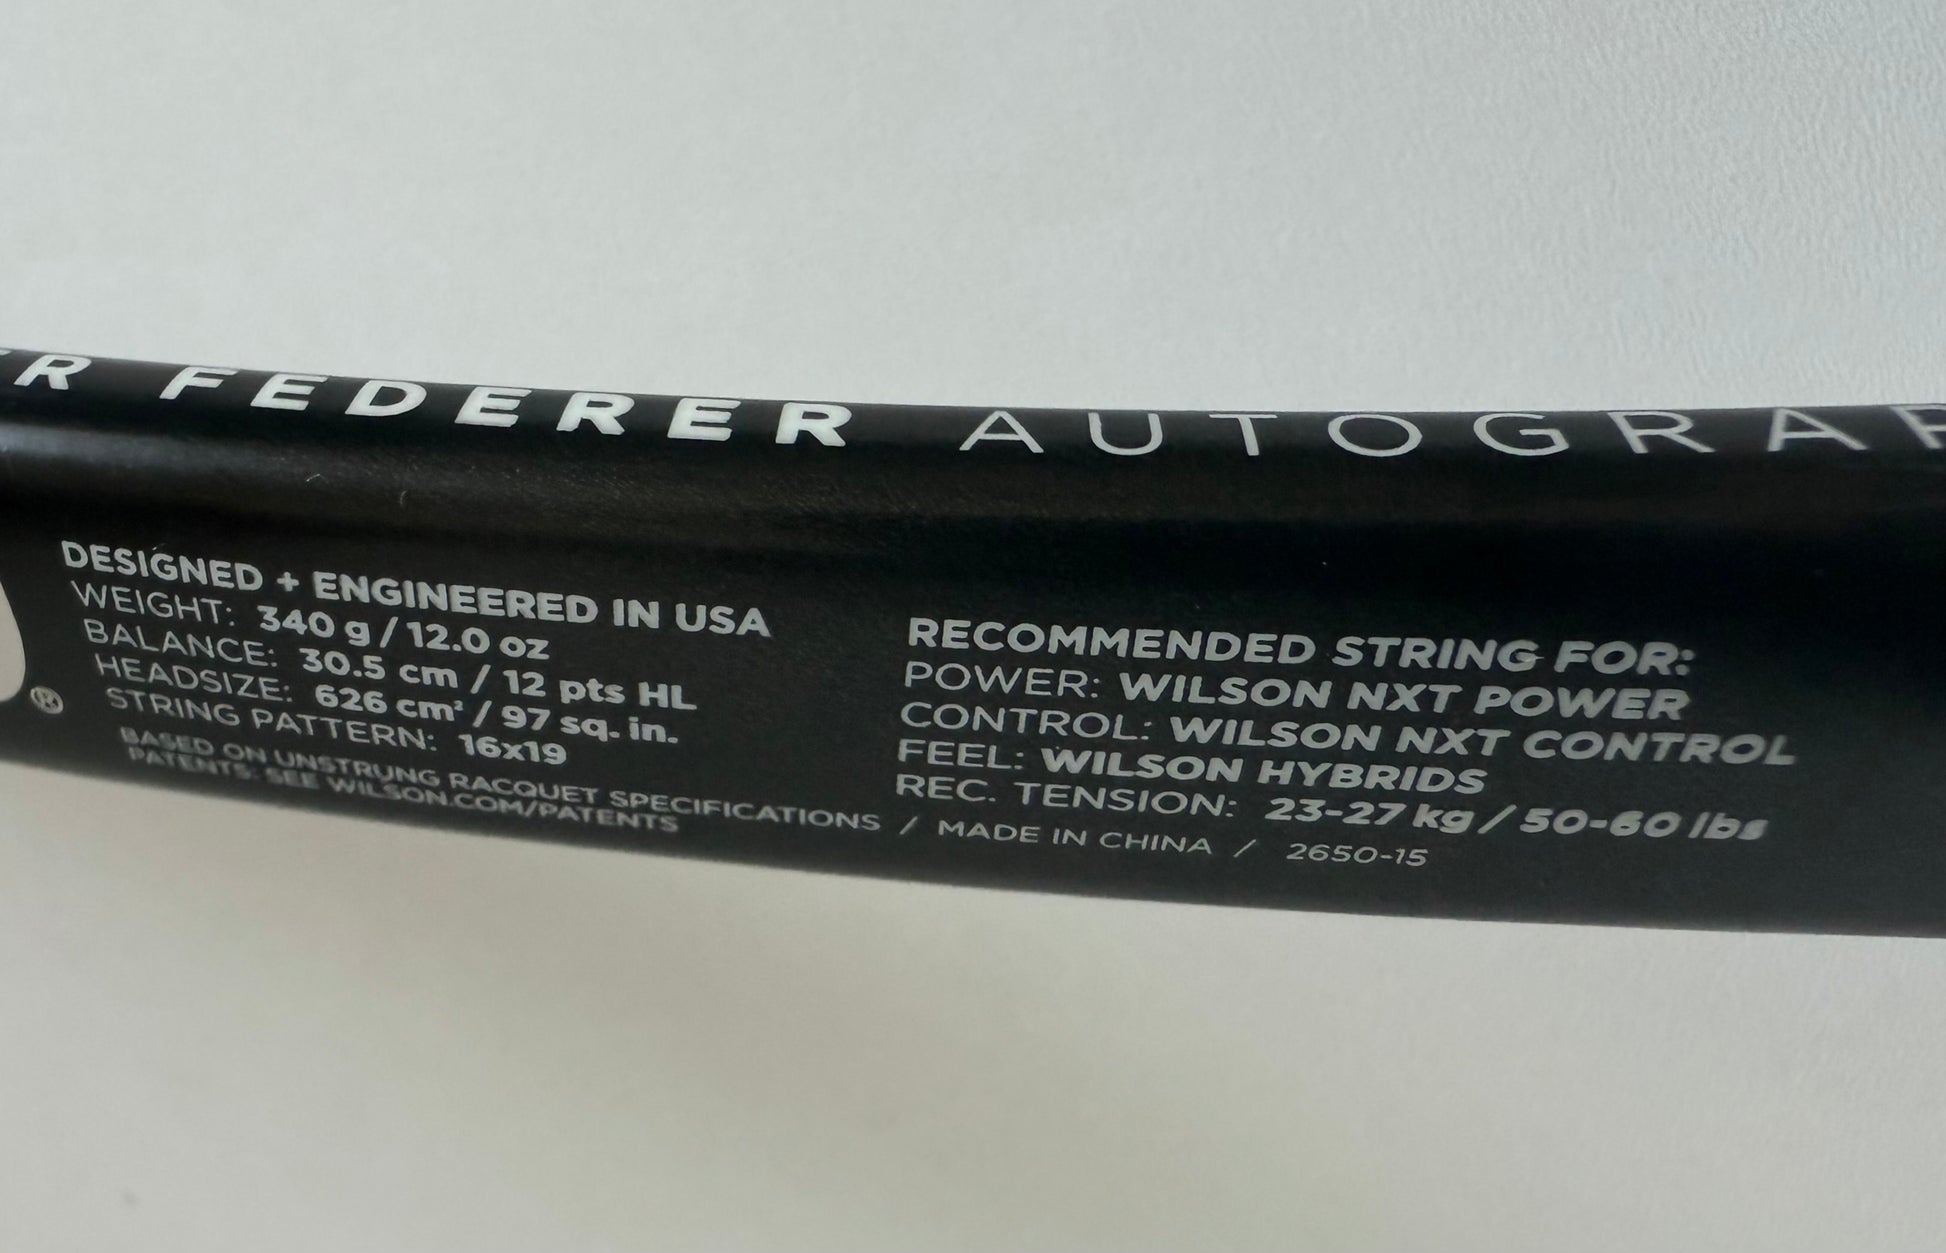 ER FEDERER AUTOGRAP
DESIGNED + ENGINEERED IN USA
WEIGHT: 340 g / 12.0 oz
BALANCE: 30.5 cm / 12 pts HL
HEADSIZE: 626 cm² / 97 sq. in.
STRING PATTERN: 16x19
BASED ON UNSTRUNG RACQUET SPECIFICATIONS / MADE IN CHINA / 2650-15
PATENTS: SEE WILSON.COM/PATENTS
®
RECOMMENDED STRING FOR:
POWER: WILSON NXT POWER
CONTROL: WILSON NXT CONTROL
FEEL: WILSON HYBRIDS
REC. TENSION: 23-27 kg / 50-60 lbs